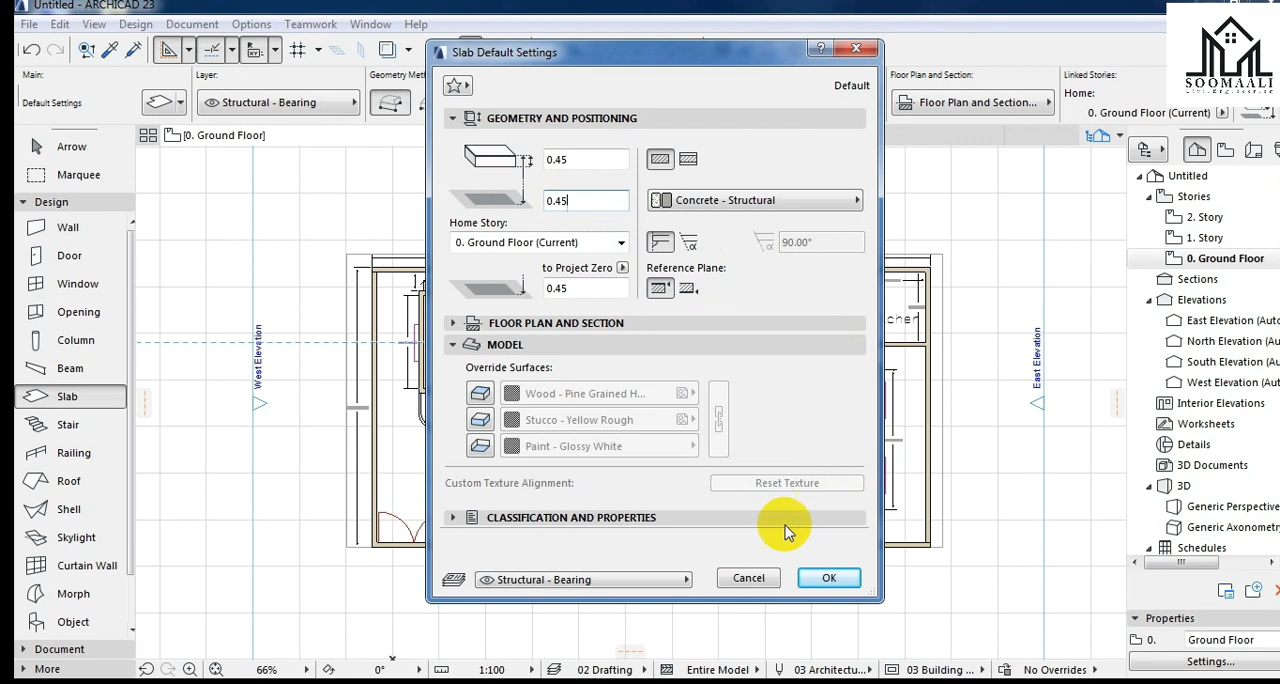 Untitled - ARCHICAD 23
File Edit View Design Document Options Teamwork Window Help
Main:
Default Settings
Layer:
Structural - Bearing
Geometry Me
Floor Plan and Section:
Floor Plan and Section...
Linked Stories:
Home:
0. Ground Floor (Current)
SOOMAALI
[0. Ground Floor]
Slab Default Settings
Default
GEOMETRY AND POSITIONING
0.45
0.45
Concrete - Structural
Home Story:
0. Ground Floor (Current)
90.00°
to Project Zero
Reference Plane:
0.45
FLOOR PLAN AND SECTION
MODEL
Override Surfaces:
Wood - Pine Grained H...
Stucco - Yellow Rough
Paint - Glossy White
Custom Texture Alignment:
Reset Texture
CLASSIFICATION AND PROPERTIES
Structural - Bearing
Cancel
OK
Arrow
Marquee
Design
Wall
Door
Window
Opening
Column
Beam
Slab
Stair
Railing
Roof
Shell
Skylight
Curtain Wall
Morph
Object
Document
More
West Elevation
East Elevation
chen
Untitled
Stories
2. Story
1. Story
0. Ground Floor
Sections
Elevations
East Elevation (Au
North Elevation (Au
South Elevation (Au
West Elevation (Au
Interior Elevations
Worksheets
Details
3D Documents
3D
Generic Perspective
Generic Axonometry
Schedules
Properties
0. Ground Floor
Settings...
66% 0° 1:100 02 Drafting Entire Model 03 Architectu... 03 Building ... No Overrides